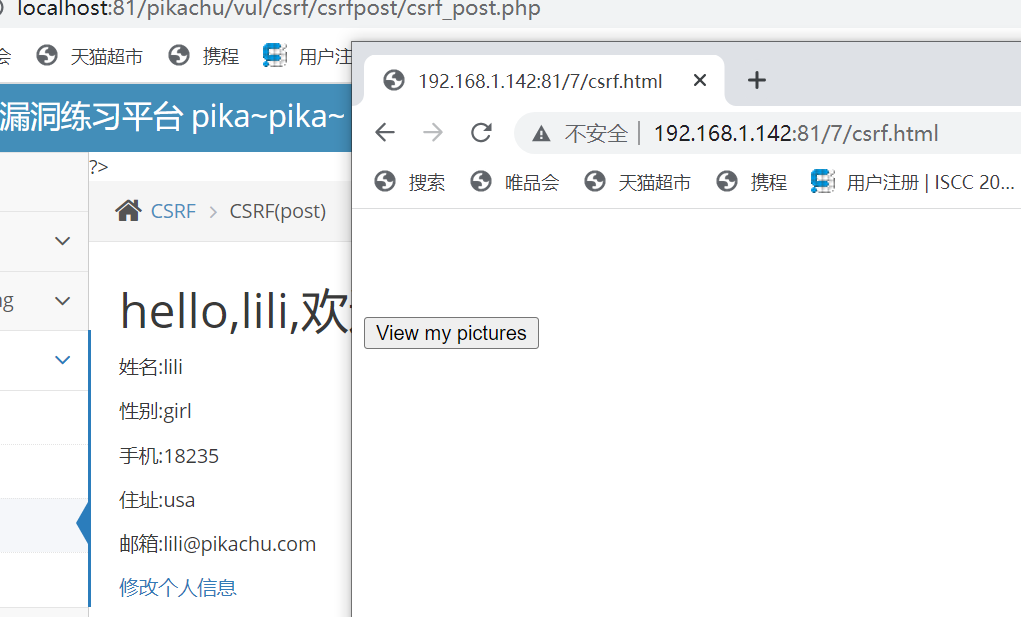 localhost:81/pikachu/vul/csrf/csrfpost/csrf_post.php
会 天猫超市 携程 用户注
漏洞练习平台 pika~pika~
?>
CSRF > CSRF(post)
ng
hello,lili,欢
姓名:lili
性别:girl
手机:18235
住址:usa
邮箱:lili@pikachu.com
修改个人信息
192.168.1.142:81/7/csrf.html
不安全 | 192.168.1.142:81/7/csrf.html
搜索 唯品会 天猫超市 携程 用户注册 | ISCC 20...
View my pictures